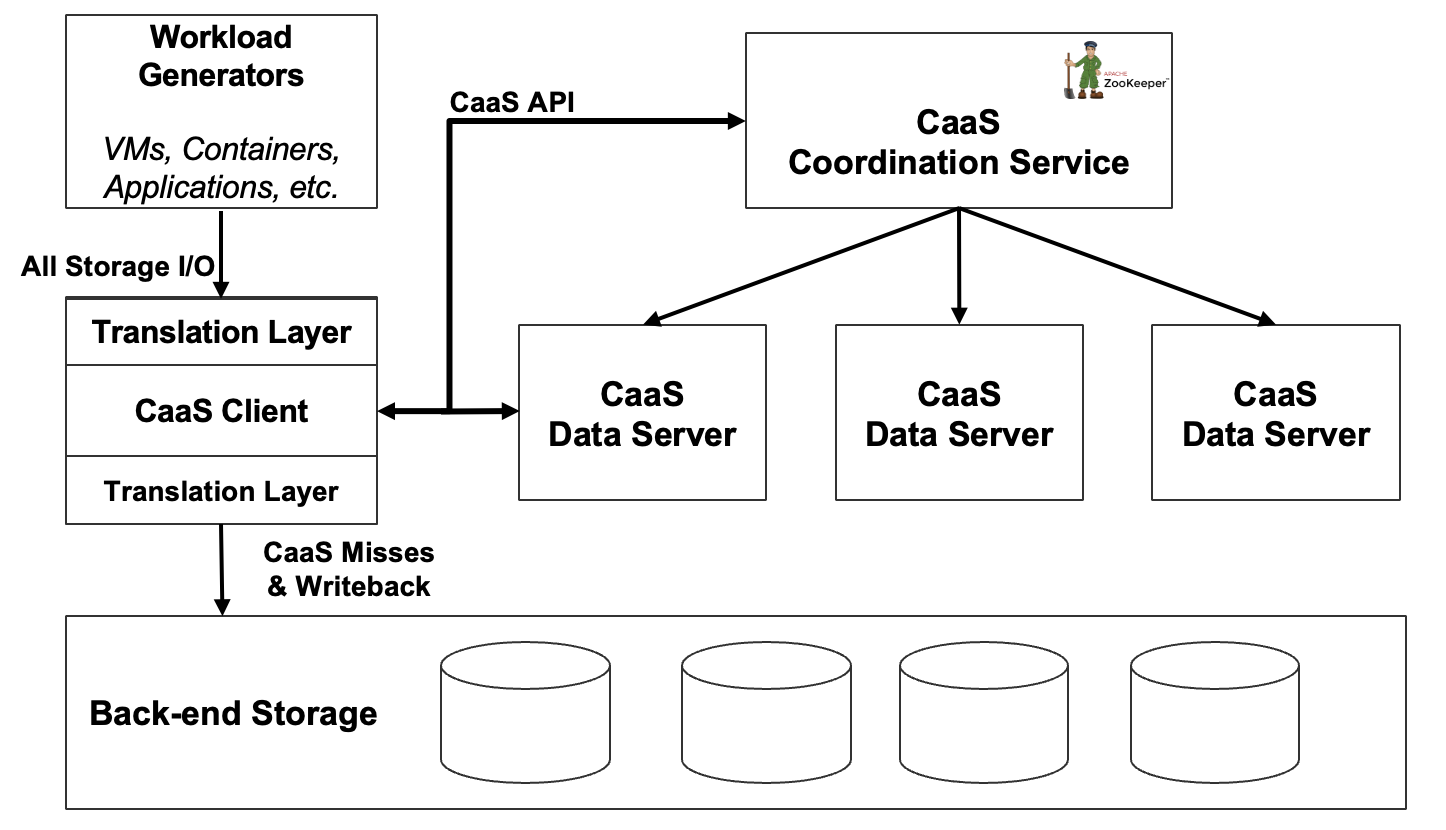 Workload
Generators
VMs, Containers,
Applications, etc.
CaaS API
APACHE
ZooKeeper™
CaaS
Coordination Service
All Storage I/O
Translation Layer
CaaS Client
Translation Layer
CaaS
Data Server
CaaS
Data Server
CaaS
Data Server
CaaS Misses
& Writeback
Back-end Storage